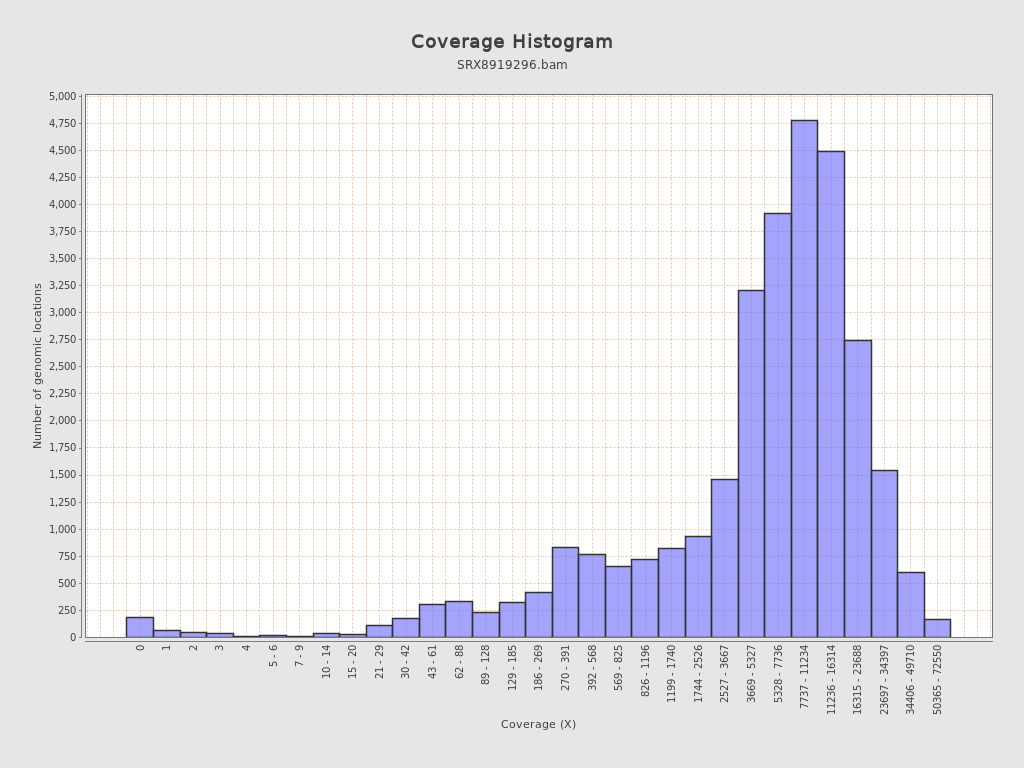 Coverage Histogram
SRX8919296.bam
5,000
4,750
4,500
4,250
4,000
3,750
3,500
3,250
3,000
2,750
2,500
2,250
2,000
1,750
1,500
1,250
1,000
750
500
250
0
Number of genomic locations
0
1
2
3
4
5 - 6
7 - 9
10 - 14
15 - 20
21 - 29
30 - 42
43 - 61
62 - 88
89 - 128
129 - 185
186 - 269
270 - 391
392 - 568
569 - 825
826 - 1196
1199 - 1740
1744 - 2526
2527 - 3667
3669 - 5327
5328 - 7736
7737 - 11234
11236 - 16314
16315 - 23688
23697 - 34397
34406 - 49710
50365 - 72550
Coverage (X)